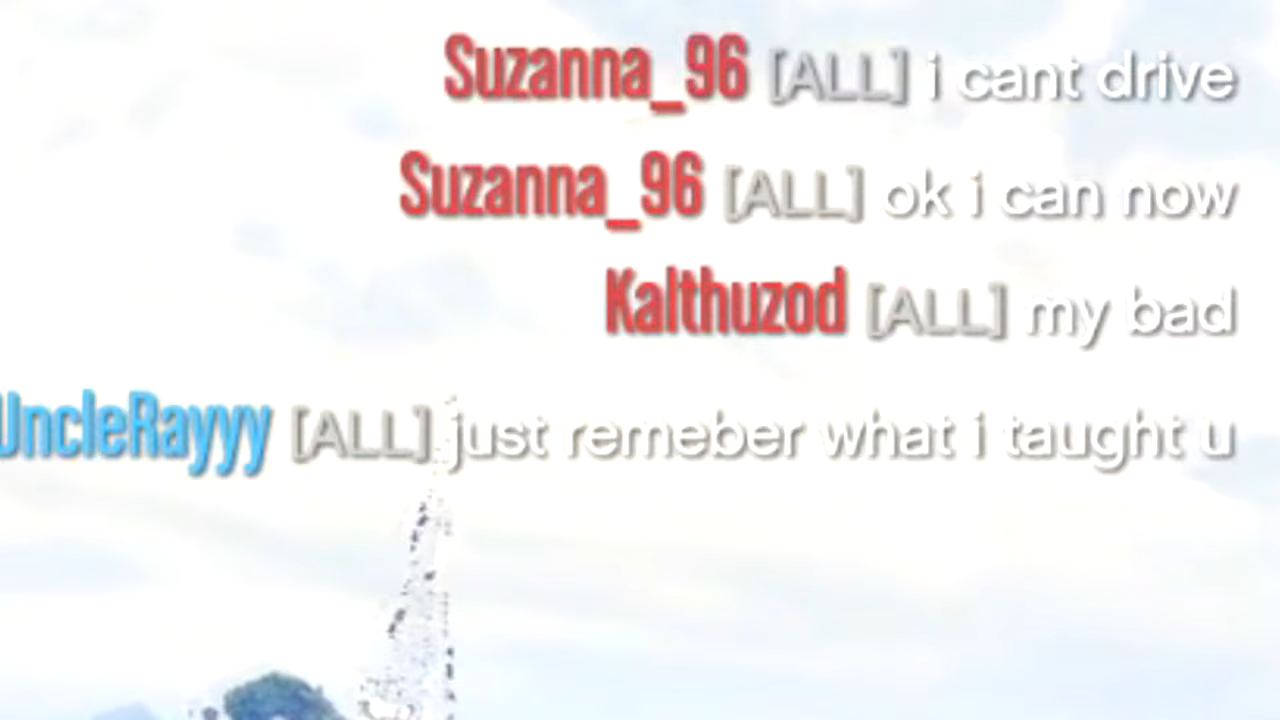 Suzanna_96 [ALL] i cant drive
Suzanna_96 [ALL] ok i can now
Kalthuzod [ALL] my bad
UncleRayyy [ALL] just remeber what i taught u